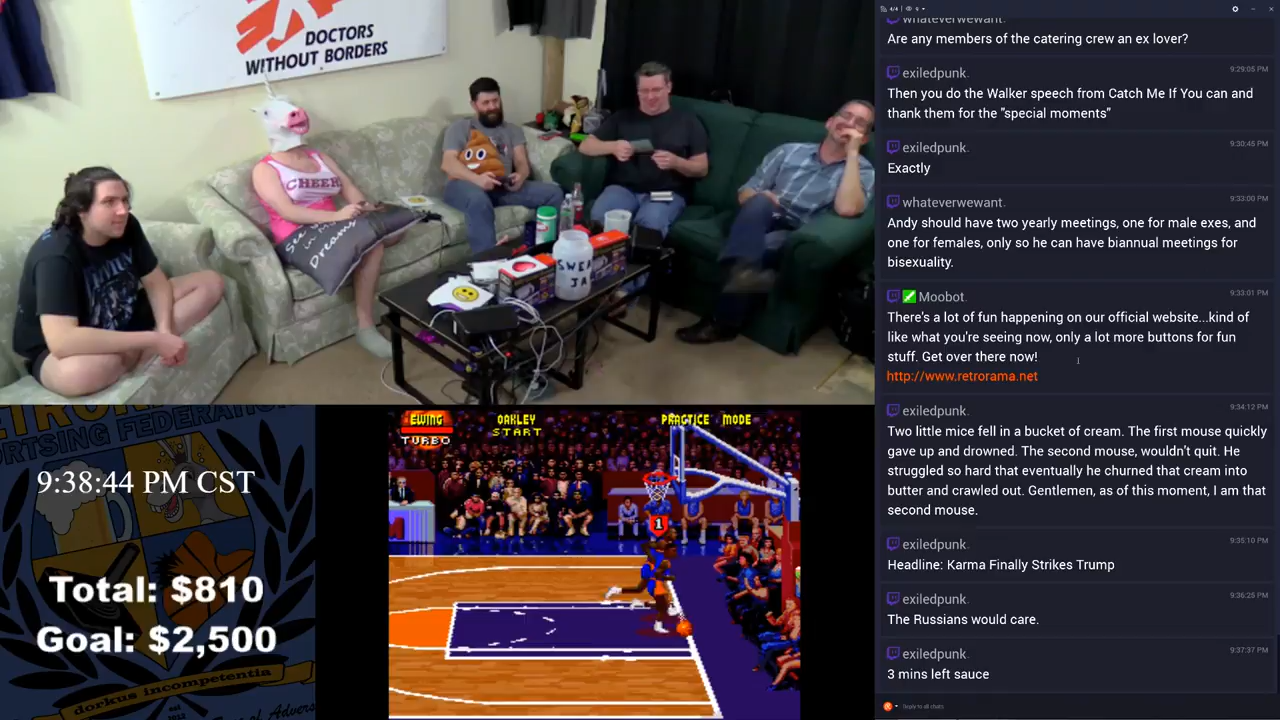 DOCTORS
WITHOUT BORDERS
CHEER
See
in
Dreams
SWEAR
JAR
whateverwewant.
Are any members of the catering crew an ex lover?
exiledpunk. 9:29:05 PM
Then you do the Walker speech from Catch Me If You can and
thank them for the "special moments"
exiledpunk. 9:30:45 PM
Exactly
whateverwewant. 9:33:00 PM
Andy should have two yearly meetings, one for male exes, and
one for females, only so he can have biannual meetings for
bisexuality.
Moobot. 9:33:01 PM
There's a lot of fun happening on our official website...kind of
like what you're seeing now, only a lot more buttons for fun
stuff. Get over there now!
http://www.retrorama.net
exiledpunk. 9:34:12 PM
Two little mice fell in a bucket of cream. The first mouse quickly
gave up and drowned. The second mouse, wouldn't quit. He
struggled so hard that eventually he churned that cream into
butter and crawled out. Gentlemen, as of this moment, I am that
second mouse.
exiledpunk. 9:35:10 PM
Headline: Karma Finally Strikes Trump
exiledpunk. 9:36:25 PM
The Russians would care.
exiledpunk. 9:37:37 PM
3 mins left sauce
Reply to all chats
9:38:44 PM CST
Total: $810
Goal: $2,500
dorkus incompetentia
EWING OAKLEY PRACTICE MODE
TURBO START
1